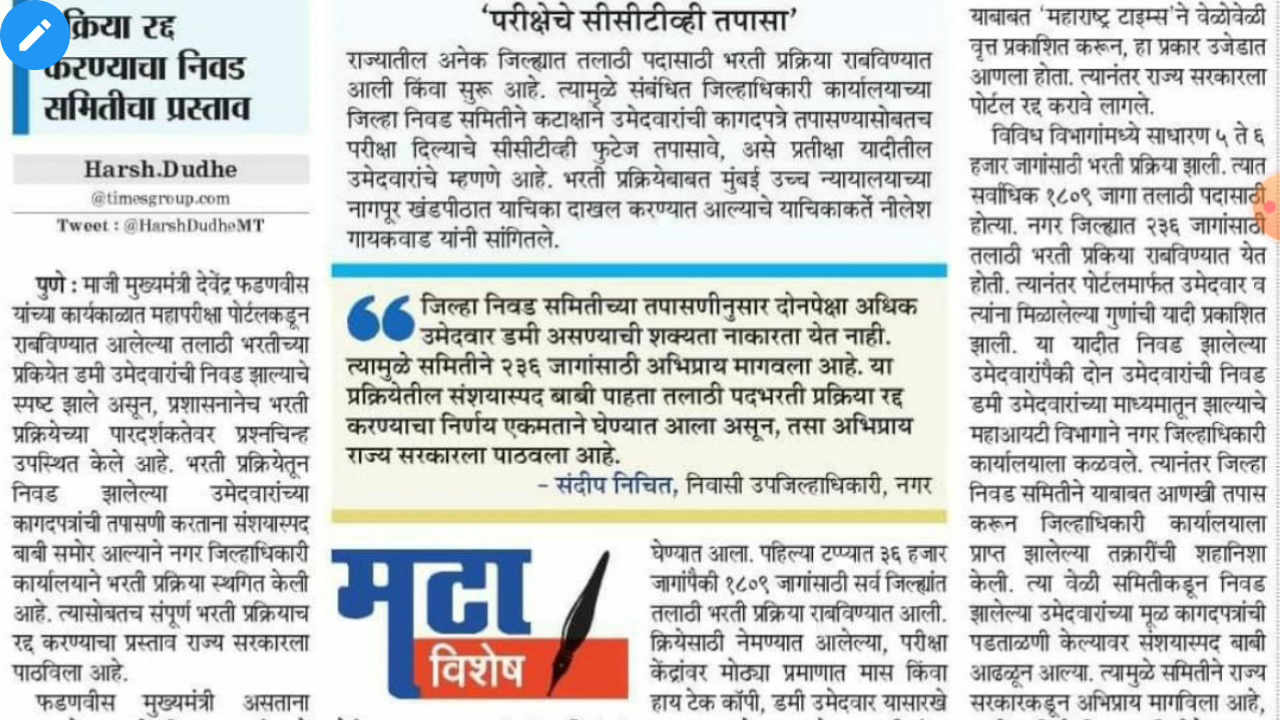 क्रिया रद्द
करण्याचा निवड
समितीचा प्रस्ताव
Harsh.Dudhe
@timesgroup.com
Tweet : @HarshDudheMT
पुणे : माजी मुख्यमंत्री देवेंद्र फडणवीस
यांच्या कार्यकाळात महापरीक्षा पोर्टलकडून
राबविण्यात आलेल्या तलाठी भरतीच्या
प्रकियेत डमी उमेदवारांची निवड झाल्याचे
स्पष्ट झाले असून, प्रशासनानेच भरती
प्रक्रियेच्या पारदर्शकतेवर प्रश्नचिन्ह
उपस्थित केले आहे. भरती प्रक्रियेतून
निवड झालेल्या उमेदवारांच्या
कागदपत्रांची तपासणी करताना संशयास्पद
बाबी समोर आल्याने नगर जिल्हाधिकारी
कार्यालयाने भरती प्रक्रिया स्थगित केली
आहे. त्यासोबतच संपूर्ण भरती प्रक्रियाच
रद्द करण्याचा प्रस्ताव राज्य सरकारला
पाठविला आहे.
फडणवीस मुख्यमंत्री असताना
‘परीक्षेचे सीसीटीव्ही तपासा’
राज्यातील अनेक जिल्ह्यात तलाठी पदासाठी भरती प्रक्रिया राबविण्यात
आली किंवा सुरू आहे. त्यामुळे संबंधित जिल्हाधिकारी कार्यालयाच्या
जिल्हा निवड समितीने कटाक्षाने उमेदवारांची कागदपत्रे तपासण्यासोबतच
परीक्षा दिल्याचे सीसीटीव्ही फुटेज तपासावे, असे प्रतीक्षा यादीतील
उमेदवारांचे म्हणणे आहे. भरती प्रक्रियेबाबत मुंबई उच्च न्यायालयाच्या
नागपूर खंडपीठात याचिका दाखल करण्यात आल्याचे याचिकाकर्ते नीलेश
गायकवाड यांनी सांगितले.
“ जिल्हा निवड समितीच्या तपासणीनुसार दोनपेक्षा अधिक
उमेदवार डमी असण्याची शक्यता नाकारता येत नाही.
त्यामुळे समितीने २३६ जागांसाठी अभिप्राय मागवला आहे. या
प्रक्रियेतील संशयास्पद बाबी पाहता तलाठी पदभरती प्रक्रिया रद्द
करण्याचा निर्णय एकमताने घेण्यात आला असून, तसा अभिप्राय
राज्य सरकारला पाठवला आहे.
– संदीप निचित, निवासी उपजिल्हाधिकारी, नगर
मटा
विशेष
घेण्यात आला. पहिल्या टप्प्यात ३६ हजार
जागांपैकी १८०९ जागांसाठी सर्व जिल्ह्यांत
तलाठी भरती प्रक्रिया राबविण्यात आली.
क्रियेसाठी नेमण्यात आलेल्या, परीक्षा
केंद्रांवर मोठ्या प्रमाणात मास किंवा
हाय टेक कॉपी, डमी उमेदवार यासारखे
याबाबत ‘महाराष्ट्र टाइम्स’ने वेळोवेळी
वृत्त प्रकाशित करून, हा प्रकार उजेडात
आणला होता. त्यानंतर राज्य सरकारला
पोर्टल रद्द करावे लागले.
विविध विभागांमध्ये साधारण ५ ते ६
हजार जागांसाठी भरती प्रक्रिया झाली. त्यात
सर्वाधिक १८०९ जागा तलाठी पदासाठी
होत्या. नगर जिल्ह्यात २३६ जागांसाठी
तलाठी भरती प्रकिया राबविण्यात येत
होती. त्यानंतर पोर्टलमार्फत उमेदवार व
त्यांना मिळालेल्या गुणांची यादी प्रकाशित
झाली. या यादीत निवड झालेल्या
उमेदवारांपैकी दोन उमेदवारांची निवड
डमी उमेदवारांच्या माध्यमातून झाल्याचे
महाआयटी विभागाने नगर जिल्हाधिकारी
कार्यालयाला कळवले. त्यानंतर जिल्हा
निवड समितीने याबाबत आणखी तपास
करून जिल्हाधिकारी कार्यालयाला
प्राप्त झालेल्या तक्रारींची शहानिशा
केली. त्या वेळी समितीकडून निवड
झालेल्या उमेदवारांच्या मूळ कागदपत्रांची
पडताळणी केल्यावर संशयास्पद बाबी
आढळून आल्या. त्यामुळे समितीने राज्य
सरकारकडून अभिप्राय मागविला आहे,